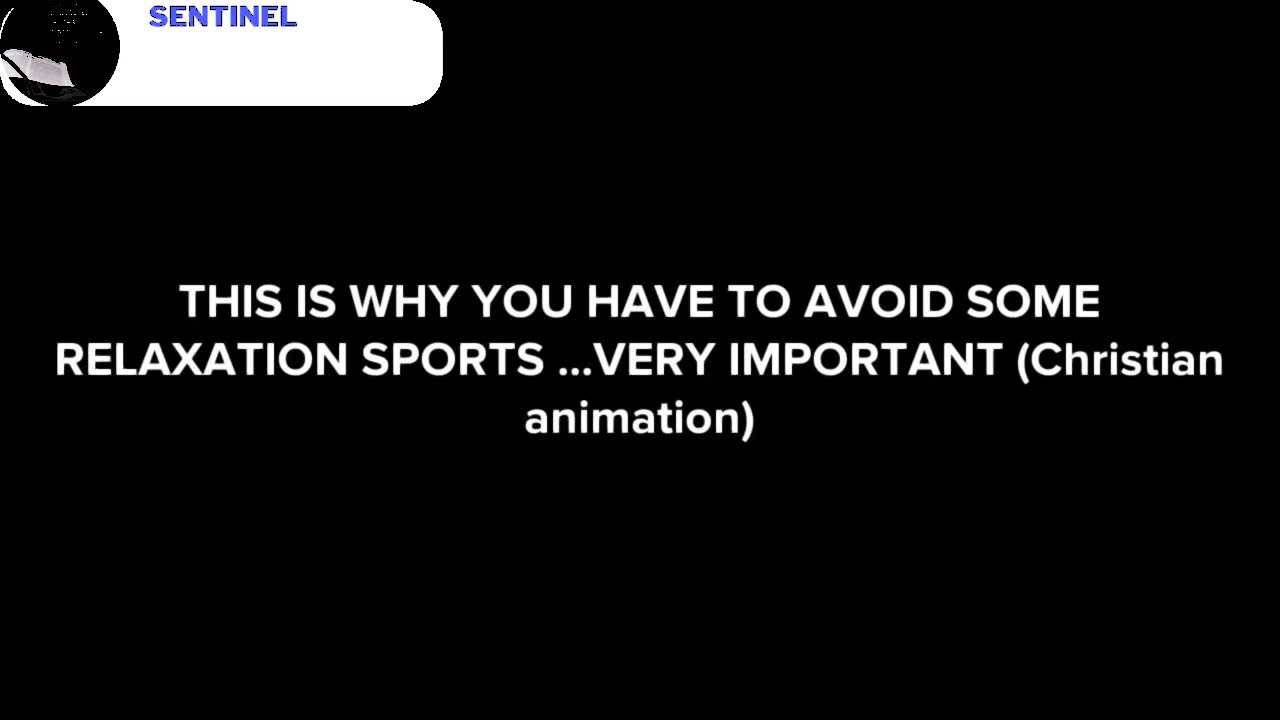 SENTINEL
THIS IS WHY YOU HAVE TO AVOID SOME
RELAXATION SPORTS ...VERY IMPORTANT (Christian
animation)